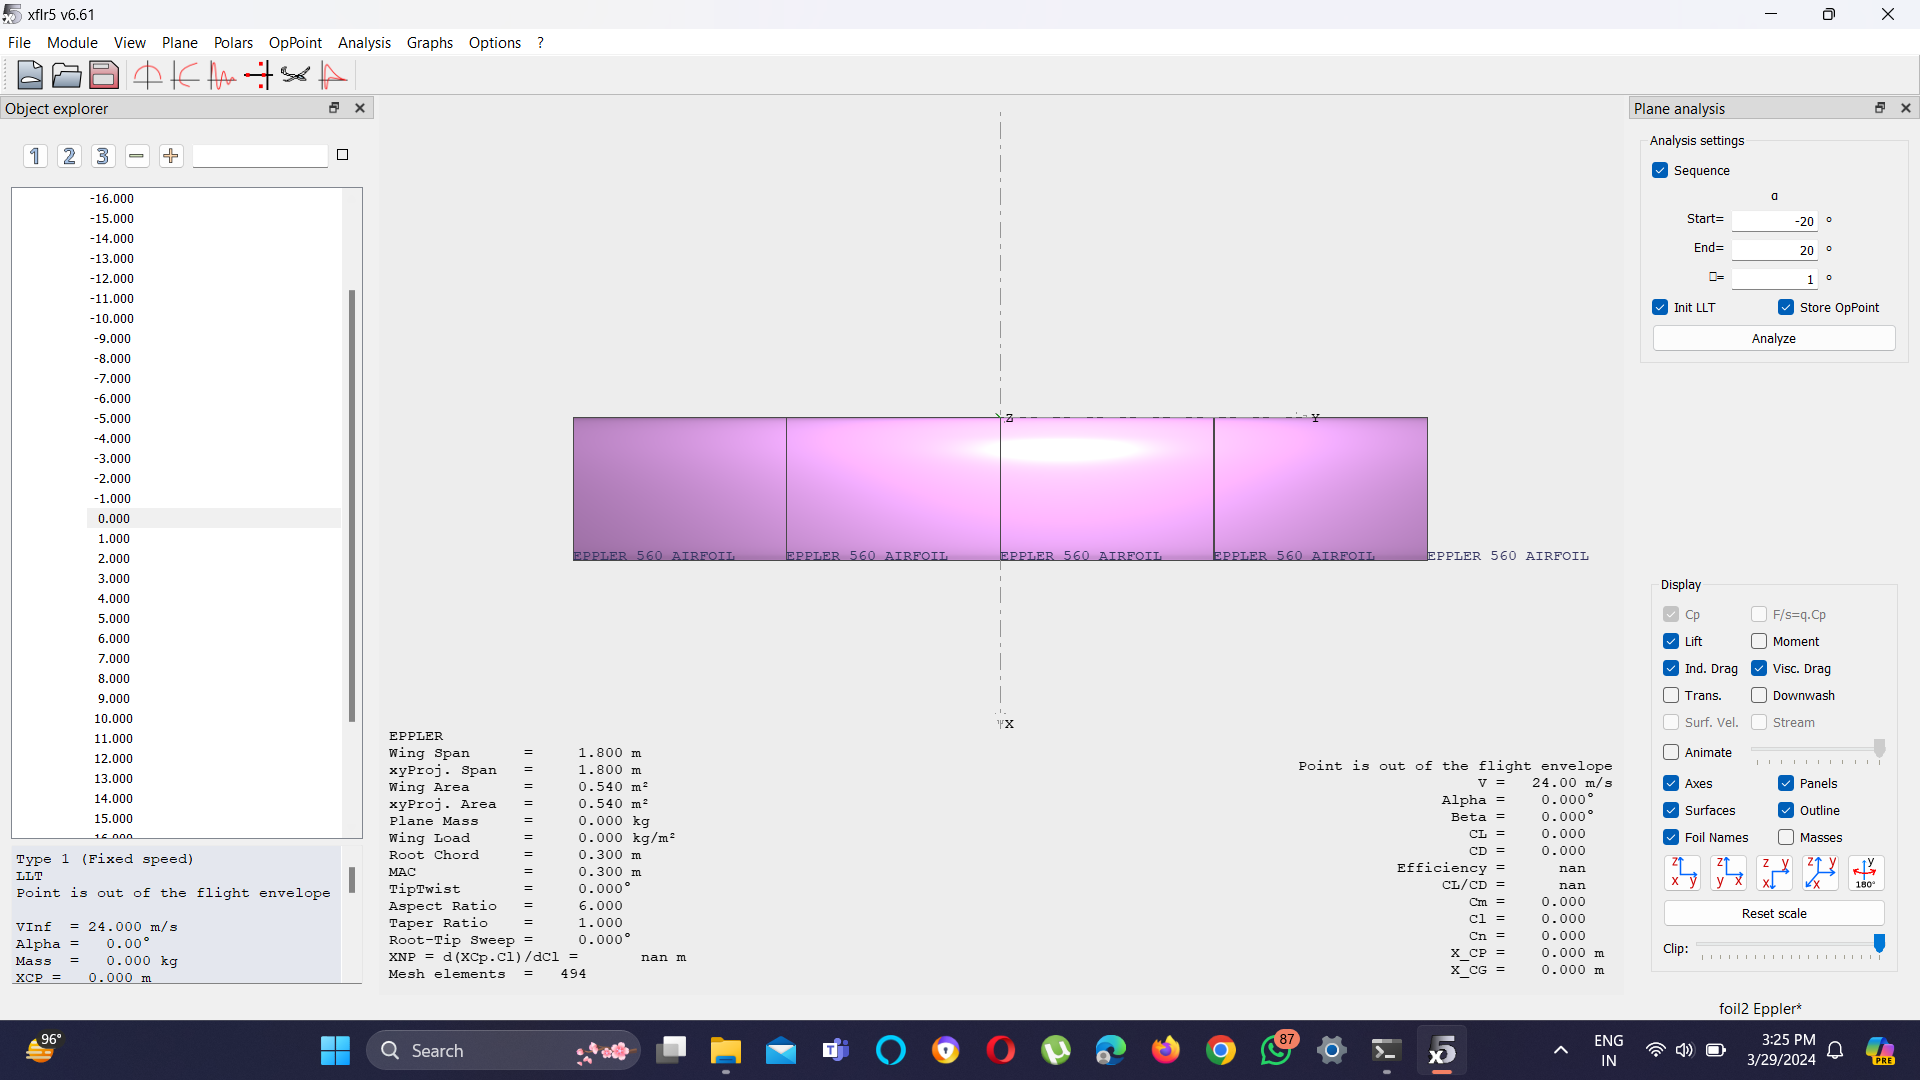 xflr5 v6.61
File Module View Plane Polars OpPoint Analysis Graphs Options ?
Object explorer
1 2 3
-16.000
-15.000
-14.000
-13.000
-12.000
-11.000
-10.000
-9.000
-8.000
-7.000
-6.000
-5.000
-4.000
-3.000
-2.000
-1.000
0.000
1.000
2.000
3.000
4.000
5.000
6.000
7.000
8.000
9.000
10.000
11.000
12.000
13.000
14.000
15.000
16.000
Type 1 (Fixed speed)
LLT
Point is out of the flight envelope
VInf = 24.000 m/s
Alpha = 0.00°
Mass = 0.000 kg
XCP = 0.000 m
Z
Y
EPPLER 560 AIRFOIL EPPLER 560 AIRFOIL EPPLER 560 AIRFOIL EPPLER 560 AIRFOIL EPPLER 560 AIRFOIL
X
EPPLER
Wing Span = 1.800 m
xyProj. Span = 1.800 m
Wing Area = 0.540 m²
xyProj. Area = 0.540 m²
Plane Mass = 0.000 kg
Wing Load = 0.000 kg/m²
Root Chord = 0.300 m
MAC = 0.300 m
TipTwist = 0.000°
Aspect Ratio = 6.000
Taper Ratio = 1.000
Root-Tip Sweep = 0.000°
XNP = d(XCp.Cl)/dCl = nan m
Mesh elements = 494
Point is out of the flight envelope
V = 24.00 m/s
Alpha = 0.000°
Beta = 0.000°
CL = 0.000
CD = 0.000
Efficiency = nan
CL/CD = nan
Cm = 0.000
Cl = 0.000
Cn = 0.000
X_CP = 0.000 m
X_CG = 0.000 m
Plane analysis
Analysis settings
Sequence
α
Start= -20 °
End= 20 °
□= 1 °
Init LLT Store OpPoint
Analyze
Display
Cp F/s=q.Cp
Lift Moment
Ind. Drag Visc. Drag
Trans. Downwash
Surf. Vel. Stream
Animate
Axes Panels
Surfaces Outline
Foil Names Masses
z x y z y x z y x z y x y 180°
Reset scale
Clip:
foil2 Eppler*
96°
Search
87
x5
ENG
IN
3:25 PM
3/29/2024
PRE